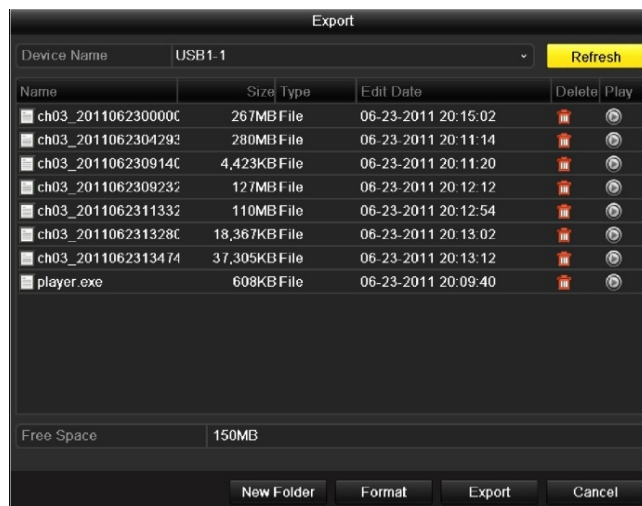 Export
Device Name USB1-1 Refresh
Name Size Type Edit Date Delete Play
ch03_2011062300000 267MB File 06-23-2011 20:15:02
ch03_2011062304293 280MB File 06-23-2011 20:11:14
ch03_2011062309140 4,423KB File 06-23-2011 20:11:20
ch03_2011062309232 127MB File 06-23-2011 20:12:12
ch03_2011062311332 110MB File 06-23-2011 20:12:54
ch03_2011062313280 18,367KB File 06-23-2011 20:13:02
ch03_2011062313474 37,305KB File 06-23-2011 20:13:12
player.exe 608KB File 06-23-2011 20:09:40
Free Space 150MB
New Folder Format Export Cancel